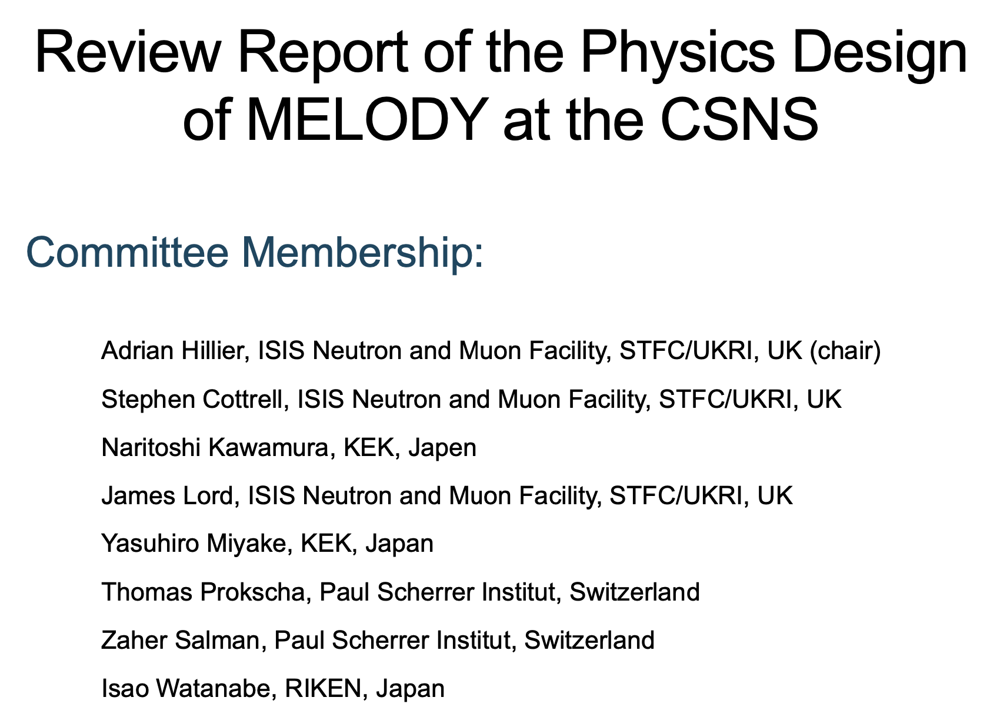 Review Report of the Physics Design
of MELODY at the CSNS
Committee Membership:
Adrian Hillier, ISIS Neutron and Muon Facility, STFC/UKRI, UK (chair)
Stephen Cottrell, ISIS Neutron and Muon Facility, STFC/UKRI, UK
Naritoshi Kawamura, KEK, Japen
James Lord, ISIS Neutron and Muon Facility, STFC/UKRI, UK
Yasuhiro Miyake, KEK, Japan
Thomas Prokscha, Paul Scherrer Institut, Switzerland
Zaher Salman, Paul Scherrer Institut, Switzerland
Isao Watanabe, RIKEN, Japan